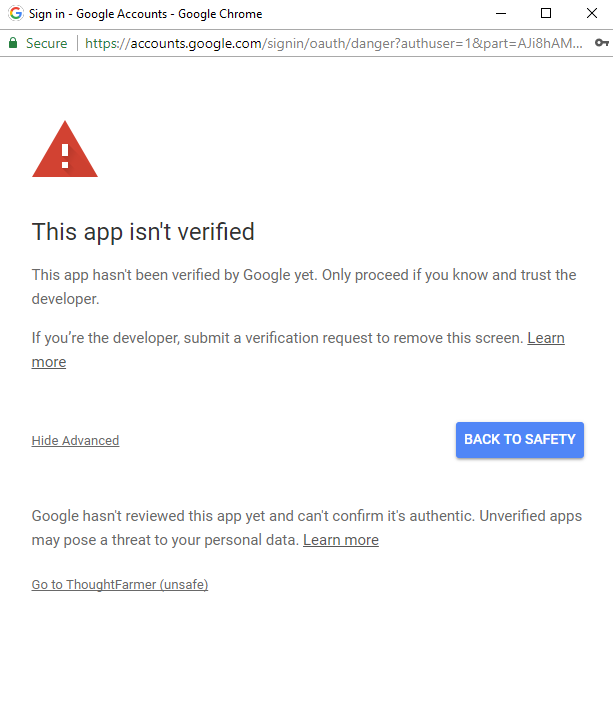 Sign in - Google Accounts - Google Chrome
Secure https://accounts.google.com/signin/oauth/danger?authuser=1&part=AJi8hAM...
This app isn't verified
This app hasn't been verified by Google yet. Only proceed if you know and trust the
developer.
If you’re the developer, submit a verification request to remove this screen. Learn
more
Hide Advanced
BACK TO SAFETY
Google hasn't reviewed this app yet and can't confirm it's authentic. Unverified apps
may pose a threat to your personal data. Learn more
Go to ThoughtFarmer (unsafe)